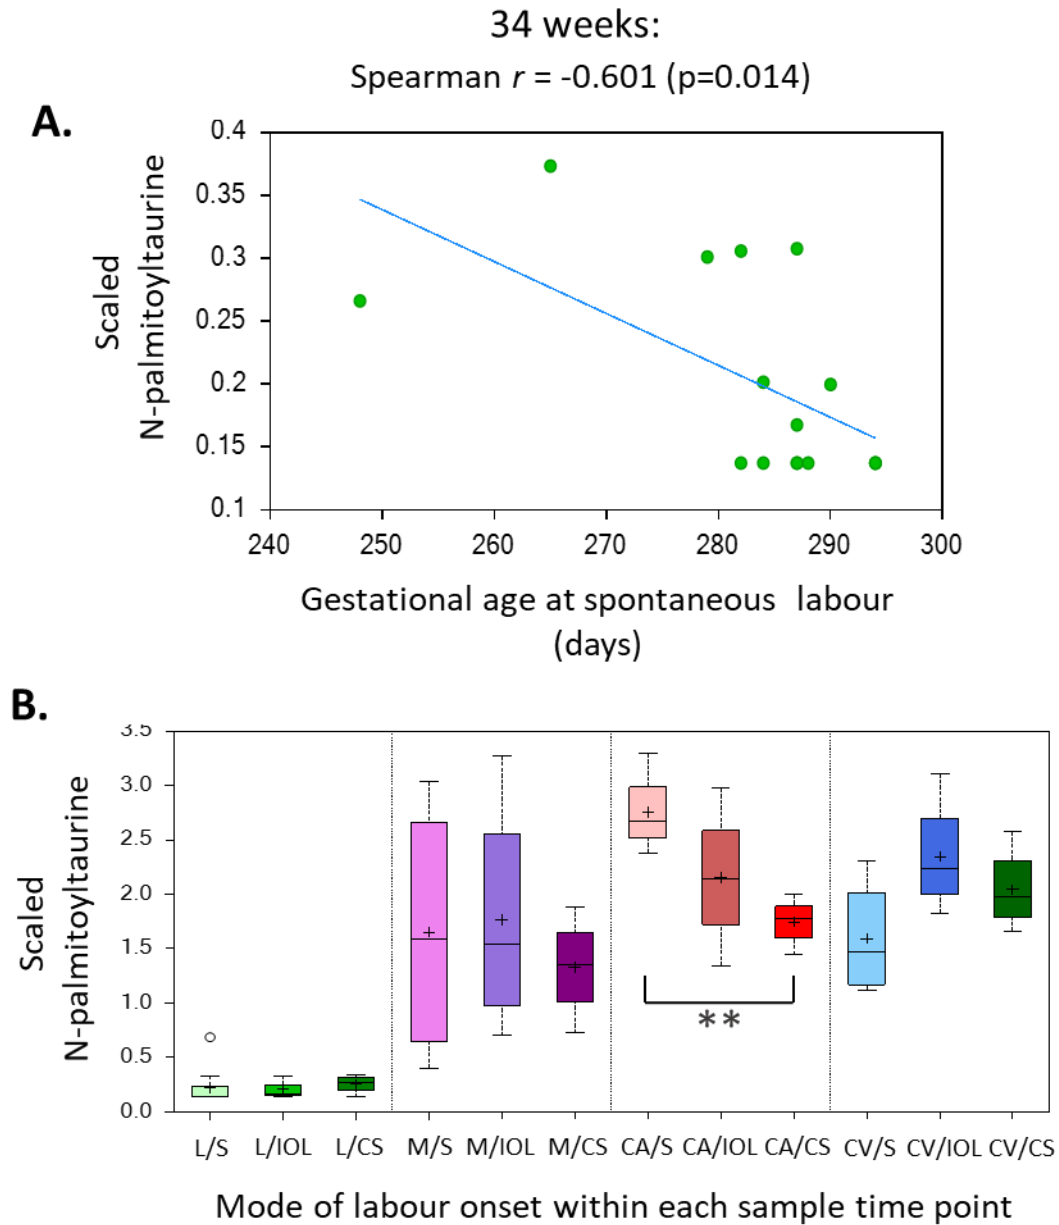 34 weeks:
Spearman r = -0.601 (p=0.014)
A.
Scaled
N-palmitoyltaurine
0.4
0.35
0.3
0.25
0.2
0.15
0.1
240 250 260 270 280 290 300
Gestational age at spontaneous labour
(days)
B.
Scaled
N-palmitoyltaurine
3.5
3.0
2.5
2.0
1.5
1.0
0.5
0.0
**
L/S L/IOL L/CS M/S M/IOL M/CS CA/S CA/IOL CA/CS CV/S CV/IOL CV/CS
Mode of labour onset within each sample time point